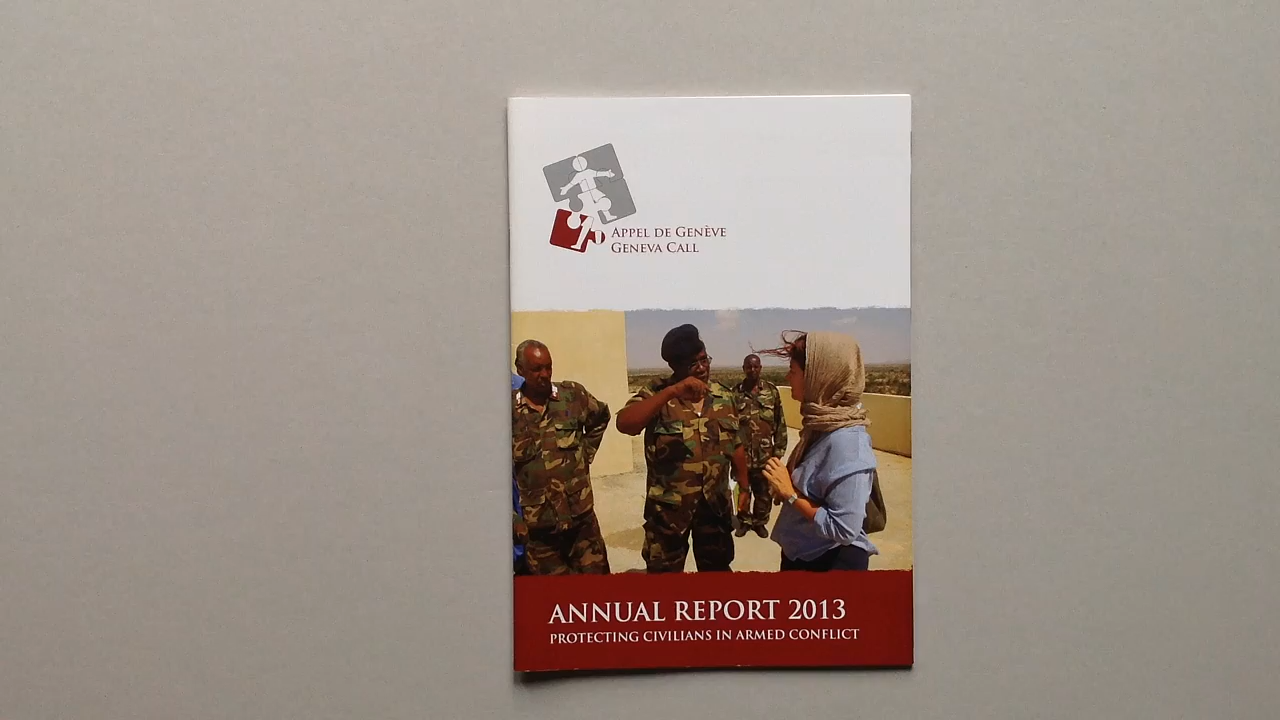 APPEL DE GENÈVE
GENEVA CALL
ANNUAL REPORT 2013
PROTECTING CIVILIANS IN ARMED CONFLICT